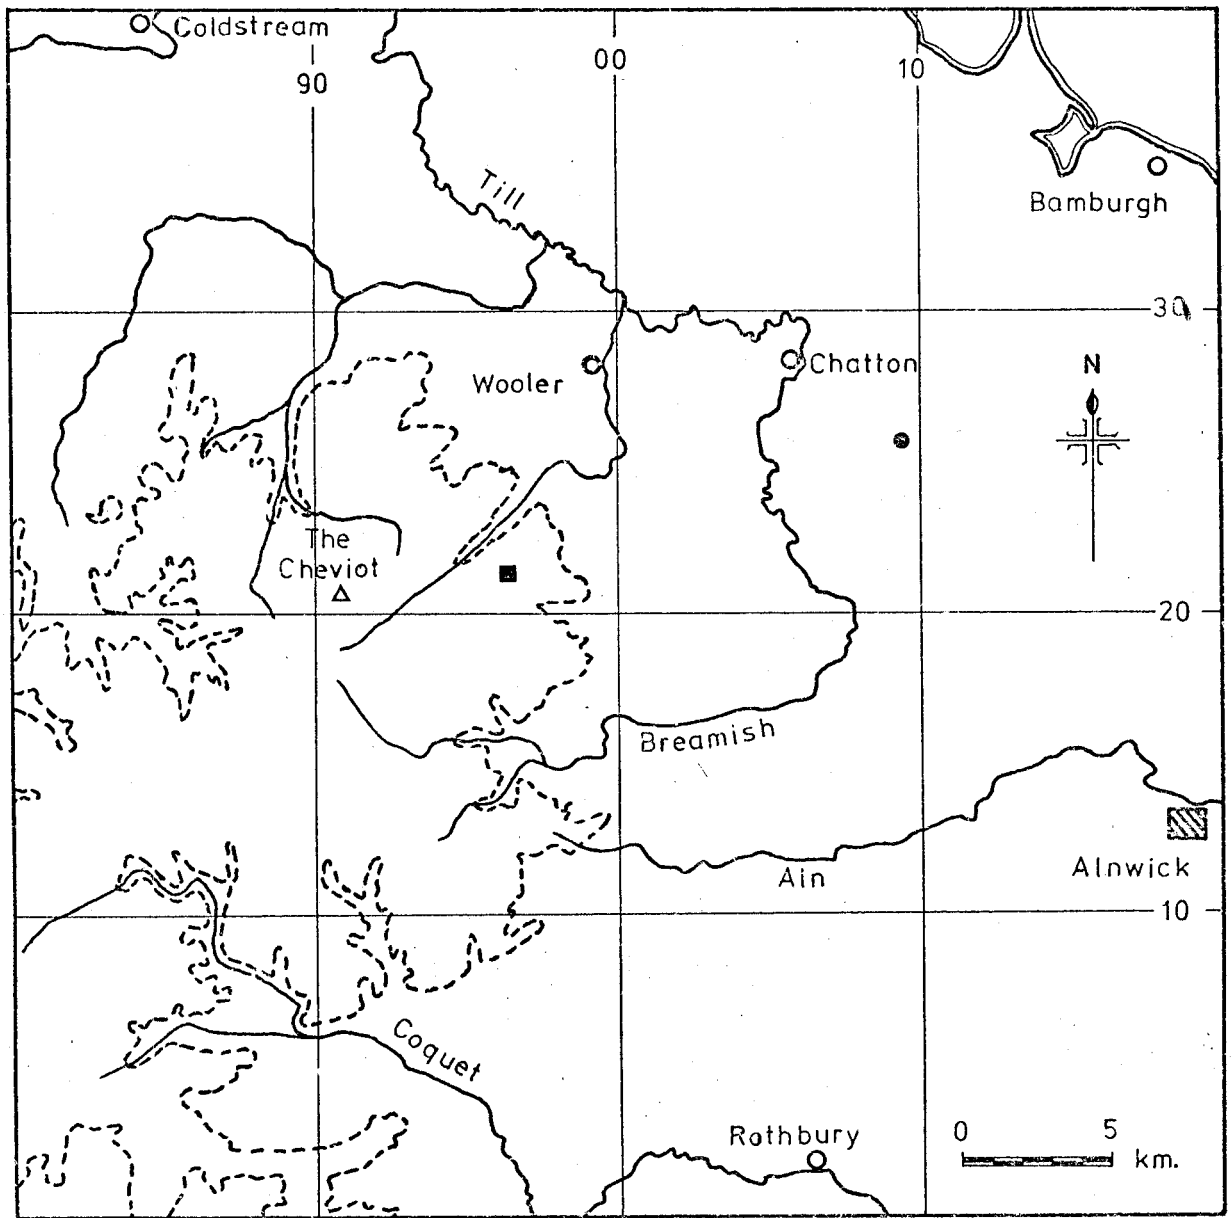 Coldstream
90
00
10
Till
Bamburgh
30
Wooler
Chatton
N
The
Cheviot
20
Breamish
Alnwick
Aln
10
Coquet
Rothbury
0 5
km.